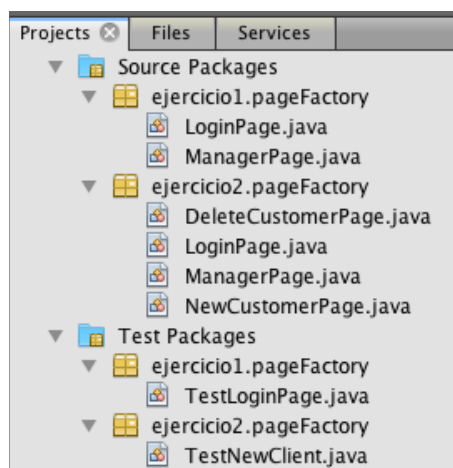 Projects Files Services
Source Packages
ejercicio1.pageFactory
LoginPage.java
ManagerPage.java
ejercicio2.pageFactory
DeleteCustomerPage.java
LoginPage.java
ManagerPage.java
NewCustomerPage.java
Test Packages
ejercicio1.pageFactory
TestLoginPage.java
ejercicio2.pageFactory
TestNewClient.java